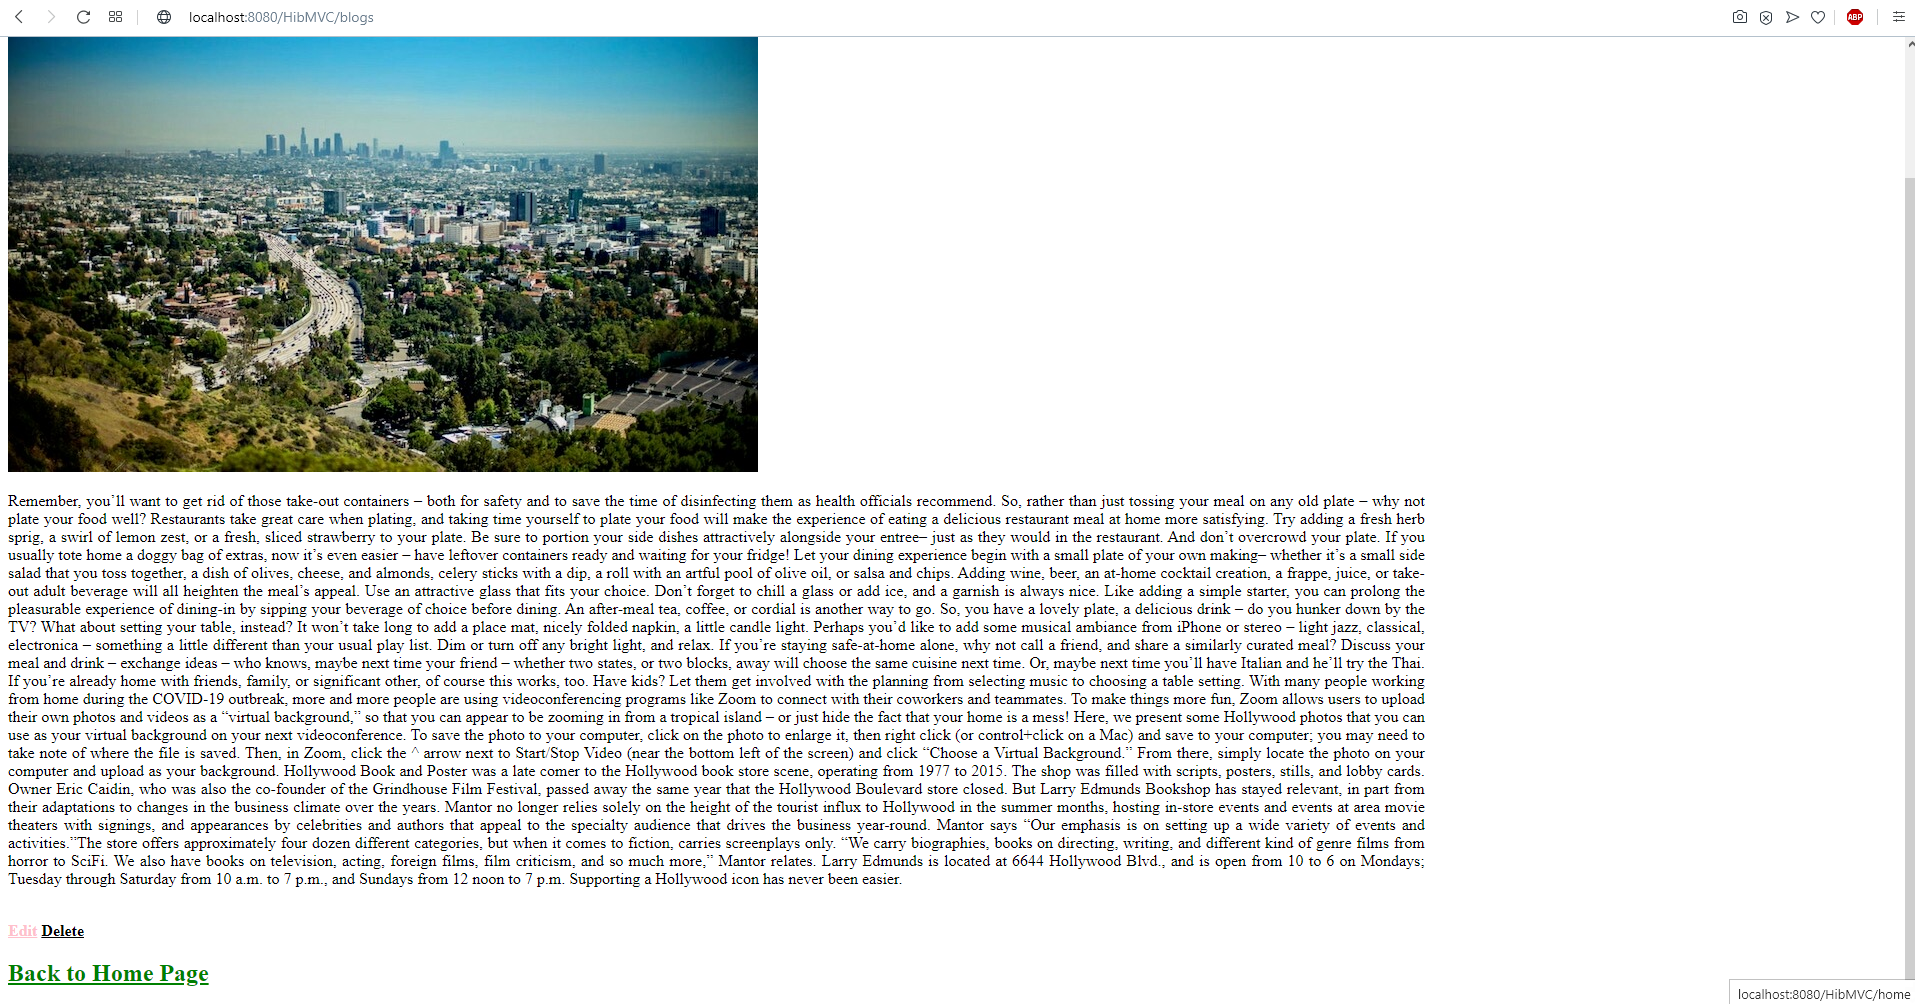 localhost:8080/HibMVC/blogs
ABP
Remember, you’ll want to get rid of those take-out containers – both for safety and to save the time of disinfecting them as health officials recommend. So, rather than just tossing your meal on any old plate – why not
plate your food well? Restaurants take great care when plating, and taking time yourself to plate your food will make the experience of eating a delicious restaurant meal at home more satisfying. Try adding a fresh herb
sprig, a swirl of lemon zest, or a fresh, sliced strawberry to your plate. Be sure to portion your side dishes attractively alongside your entree– just as they would in the restaurant. And don’t overcrowd your plate. If you
usually tote home a doggy bag of extras, now it’s even easier – have leftover containers ready and waiting for your fridge! Let your dining experience begin with a small plate of your own making– whether it’s a small side
salad that you toss together, a dish of olives, cheese, and almonds, celery sticks with a dip, a roll with an artful pool of olive oil, or salsa and chips. Adding wine, beer, an at-home cocktail creation, a frappe, juice, or take-
out adult beverage will all heighten the meal’s appeal. Use an attractive glass that fits your choice. Don’t forget to chill a glass or add ice, and a garnish is always nice. Like adding a simple starter, you can prolong the
pleasurable experience of dining-in by sipping your beverage of choice before dining. An after-meal tea, coffee, or cordial is another way to go. So, you have a lovely plate, a delicious drink – do you hunker down by the
TV? What about setting your table, instead? It won’t take long to add a place mat, nicely folded napkin, a little candle light. Perhaps you’d like to add some musical ambiance from iPhone or stereo – light jazz, classical,
electronica – something a little different than your usual play list. Dim or turn off any bright light, and relax. If you’re staying safe-at-home alone, why not call a friend, and share a similarly curated meal? Discuss your
meal and drink – exchange ideas – who knows, maybe next time your friend – whether two states, or two blocks, away will choose the same cuisine next time. Or, maybe next time you’ll have Italian and he’ll try the Thai.
If you’re already home with friends, family, or significant other, of course this works, too. Have kids? Let them get involved with the planning from selecting music to choosing a table setting. With many people working
from home during the COVID-19 outbreak, more and more people are using videoconferencing programs like Zoom to connect with their coworkers and teammates. To make things more fun, Zoom allows users to upload
their own photos and videos as a “virtual background,” so that you can appear to be zooming in from a tropical island – or just hide the fact that your home is a mess! Here, we present some Hollywood photos that you can
use as your virtual background on your next videoconference. To save the photo to your computer, click on the photo to enlarge it, then right click (or control+click on a Mac) and save to your computer; you may need to
take note of where the file is saved. Then, in Zoom, click the ^ arrow next to Start/Stop Video (near the bottom left of the screen) and click “Choose a Virtual Background.” From there, simply locate the photo on your
computer and upload as your background. Hollywood Book and Poster was a late comer to the Hollywood book store scene, operating from 1977 to 2015. The shop was filled with scripts, posters, stills, and lobby cards.
Owner Eric Caidin, who was also the co-founder of the Grindhouse Film Festival, passed away the same year that the Hollywood Boulevard store closed. But Larry Edmunds Bookshop has stayed relevant, in part from
their adaptations to changes in the business climate over the years. Mantor no longer relies solely on the height of the tourist influx to Hollywood in the summer months, hosting in-store events and events at area movie
theaters with signings, and appearances by celebrities and authors that appeal to the specialty audience that drives the business year-round. Mantor says “Our emphasis is on setting up a wide variety of events and
activities.”The store offers approximately four dozen different categories, but when it comes to fiction, carries screenplays only. “We carry biographies, books on directing, writing, and different kind of genre films from
horror to SciFi. We also have books on television, acting, foreign films, film criticism, and so much more,” Mantor relates. Larry Edmunds is located at 6644 Hollywood Blvd., and is open from 10 to 6 on Mondays;
Tuesday through Saturday from 10 a.m. to 7 p.m., and Sundays from 12 noon to 7 p.m. Supporting a Hollywood icon has never been easier.
Edit Delete
Back to Home Page
localhost:8080/HibMVC/home